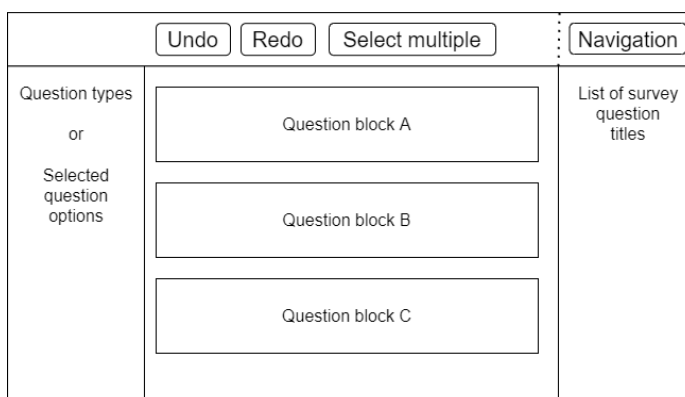 Undo
Redo
Select multiple
Navigation
Question types
or
Selected
question
options
Question block A
Question block B
Question block C
List of survey
question
titles